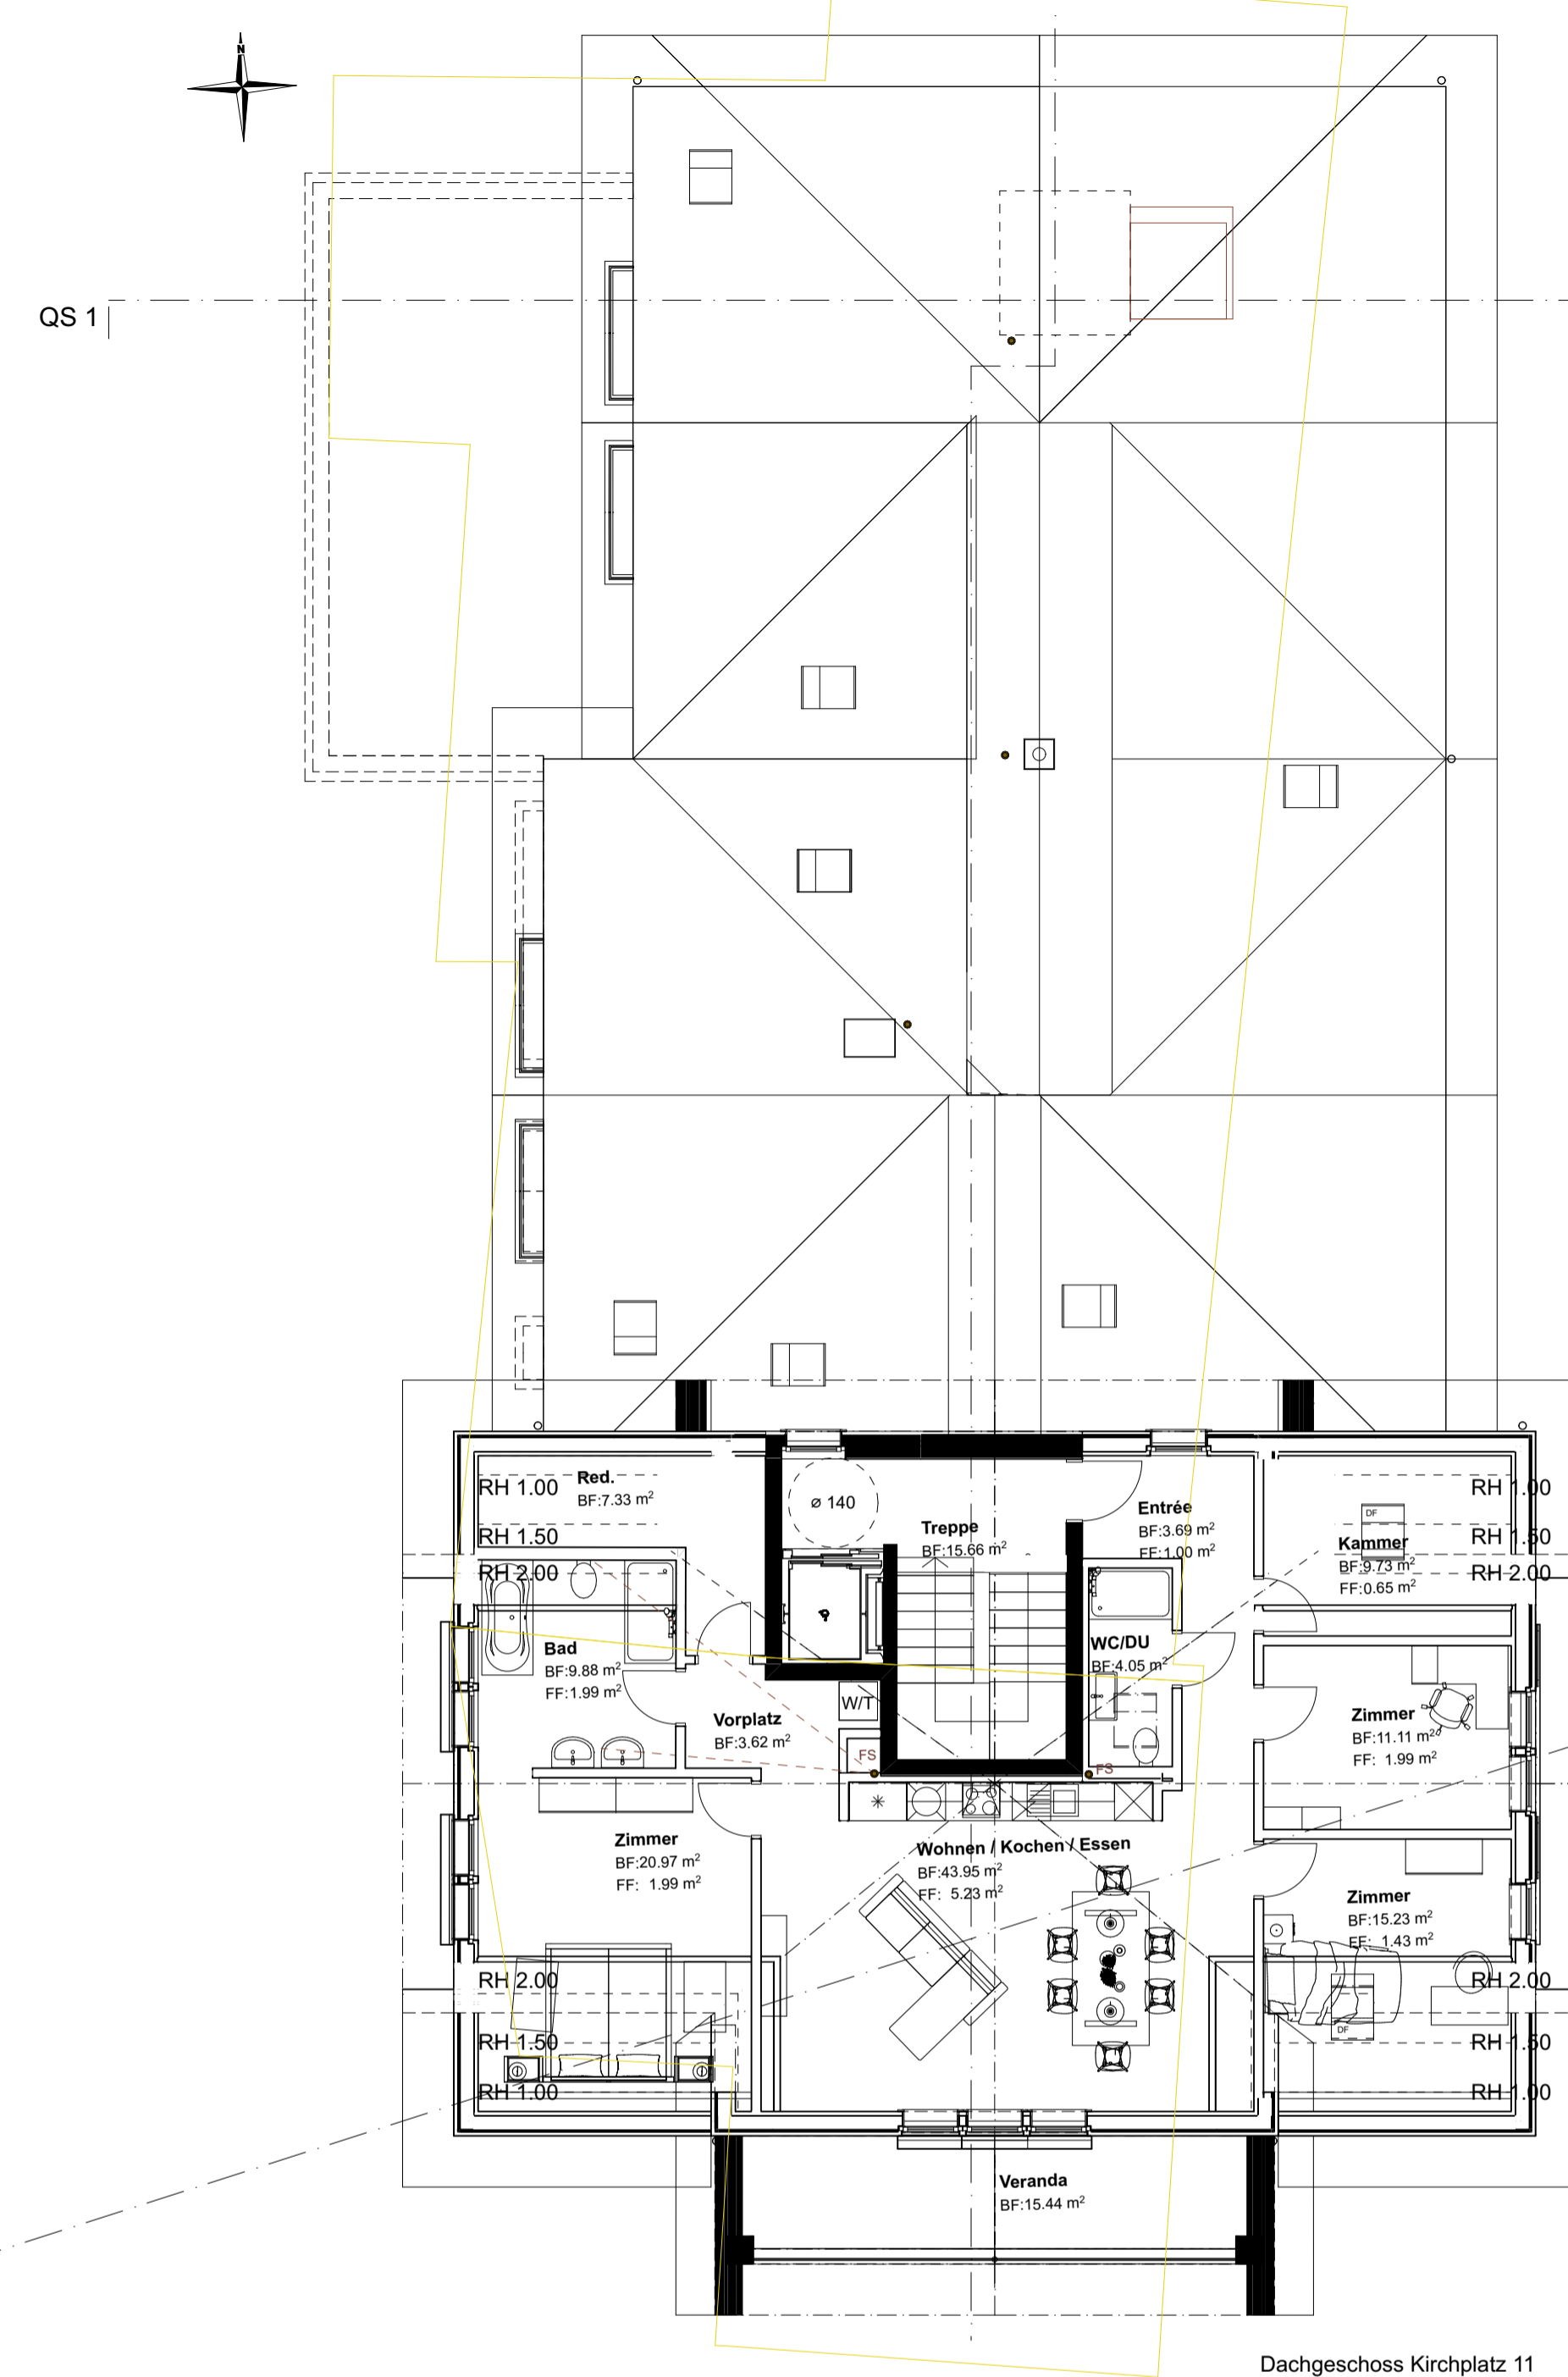 N
QS 1
RH 1.00
Red.
BF:7.33 m²
RH 1.50
RH 2.00
⌀ 140
Treppe
BF:15.66 m²
Entrée
BF:3.69 m²
FF:1.00 m²
RH 1.00
DF
RH 1.50
Kammer
BF:9.73 m²
FF:0.65 m²
RH 2.00
Bad
BF:9.88 m²
FF:1.99 m²
WC/DU
BF:4.05 m²
W/T
Vorplatz
BF:3.62 m²
FS
FS
Zimmer
BF:11.11 m²
FF: 1.99 m²
Zimmer
BF:20.97 m²
FF: 1.99 m²
Wohnen / Kochen / Essen
BF:43.95 m²
FF: 5.23 m²
Zimmer
BF:15.23 m²
FF: 1.43 m²
RH 2.00
RH 1.50
RH 1.00
RH 2.00
DF
RH 1.50
RH 1.00
Veranda
BF:15.44 m²
Dachgeschoss Kirchplatz 11